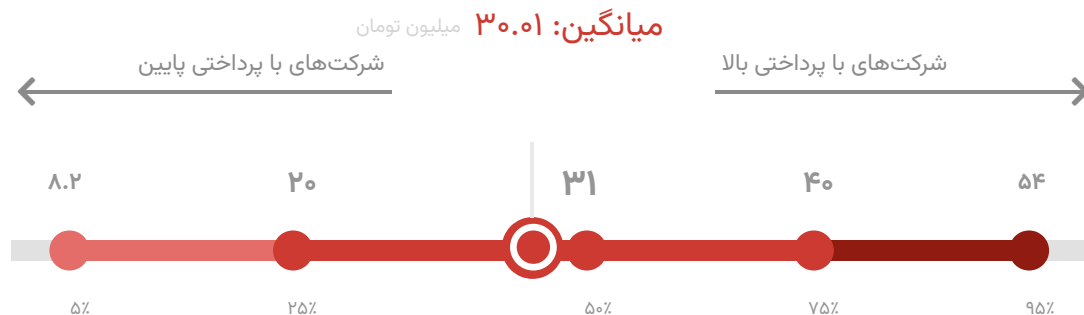 میانگین: ۳۰.۰۱ میلیون تومان
شرکت‌های با پرداختی بالا
شرکت‌های با پرداختی پایین
۸.۲ ۲۰ ۳۱ ۴۰ ۵۴
۵٪ ۲۵٪ ۵۰٪ ۷۵٪ ۹۵٪